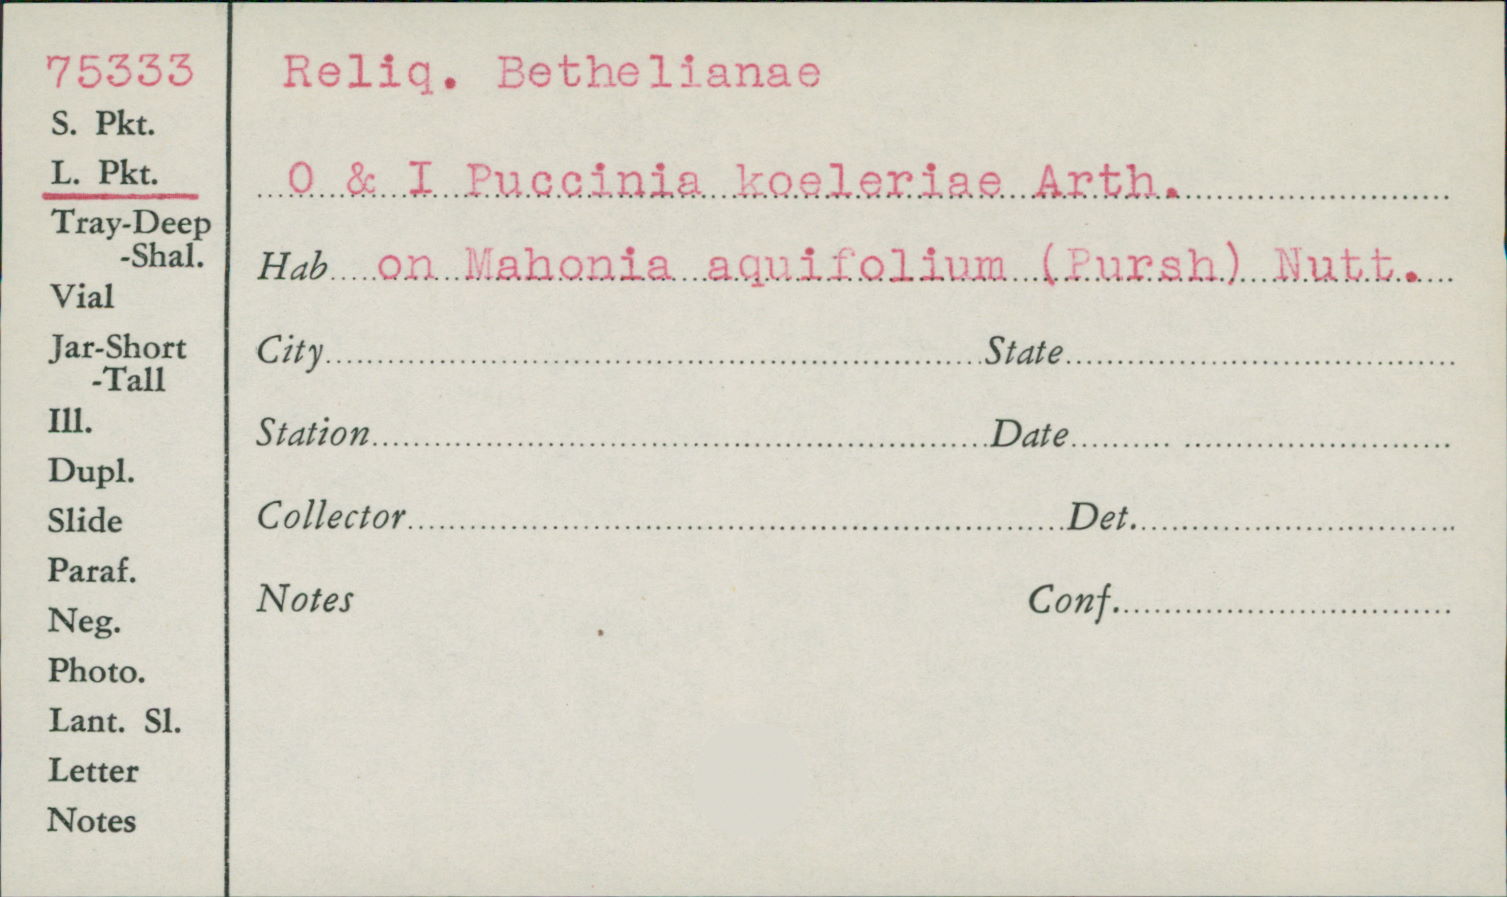 75333
S. Pkt.
L. Pkt.
Tray-Deep
-Shal.
Vial
Jar-Short
-Tall
Ill.
Dupl.
Slide
Paraf.
Neg.
Photo.
Lant. Sl.
Letter
Notes
Reliq. Bethelianae
O & I Puccinia koeleriae Arth.
Hab on Mahonia aquifolium (Pursh) Nutt.
City State
Station Date
Collector Det.
Notes Conf.